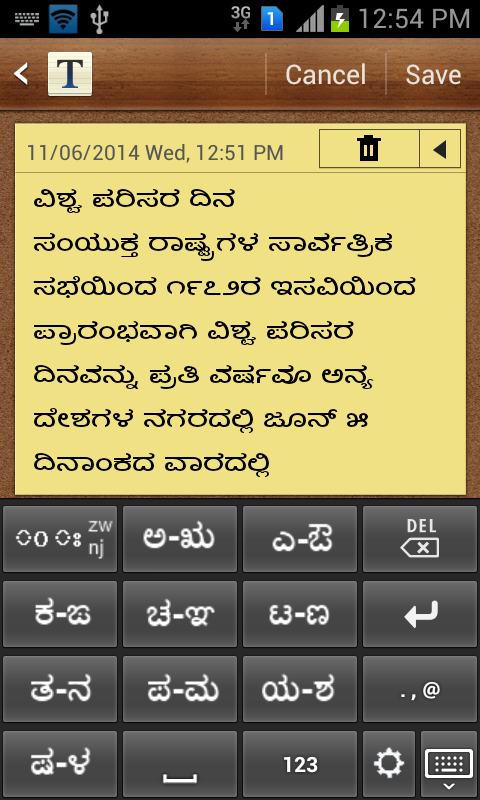 3G 1 12:54 PM
T Cancel Save
11/06/2014 Wed, 12:51 PM
ವಿಶ್ವ ಪರಿಸರ ದಿನ
ಸಂಯುಕ್ತ ರಾಷ್ಟ್ರಗಳ ಸಾರ್ವತ್ರಿಕ
ಸಭೆಯಿಂದ ೧೯೭೨ರ ಇಸವಿಯಿಂದ
ಪ್ರಾರಂಭವಾಗಿ ವಿಶ್ವ ಪರಿಸರ
ದಿನವನ್ನು ಪ್ರತಿ ವರ್ಷವೂ ಅನ್ಯ
ದೇಶಗಳ ನಗರದಲ್ಲಿ ಜೂನ್ ೫
ದಿನಾಂಕದ ವಾರದಲ್ಲಿ
ಂ ಃ zw nj ಅ-ಋ ಎ-ಔ DEL
ಕ-ಙ ಚ-ಞ ಟ-ಣ
ತ-ನ ಪ-ಮ ಯ-ಶ . , @
ಷ-ಳ 123